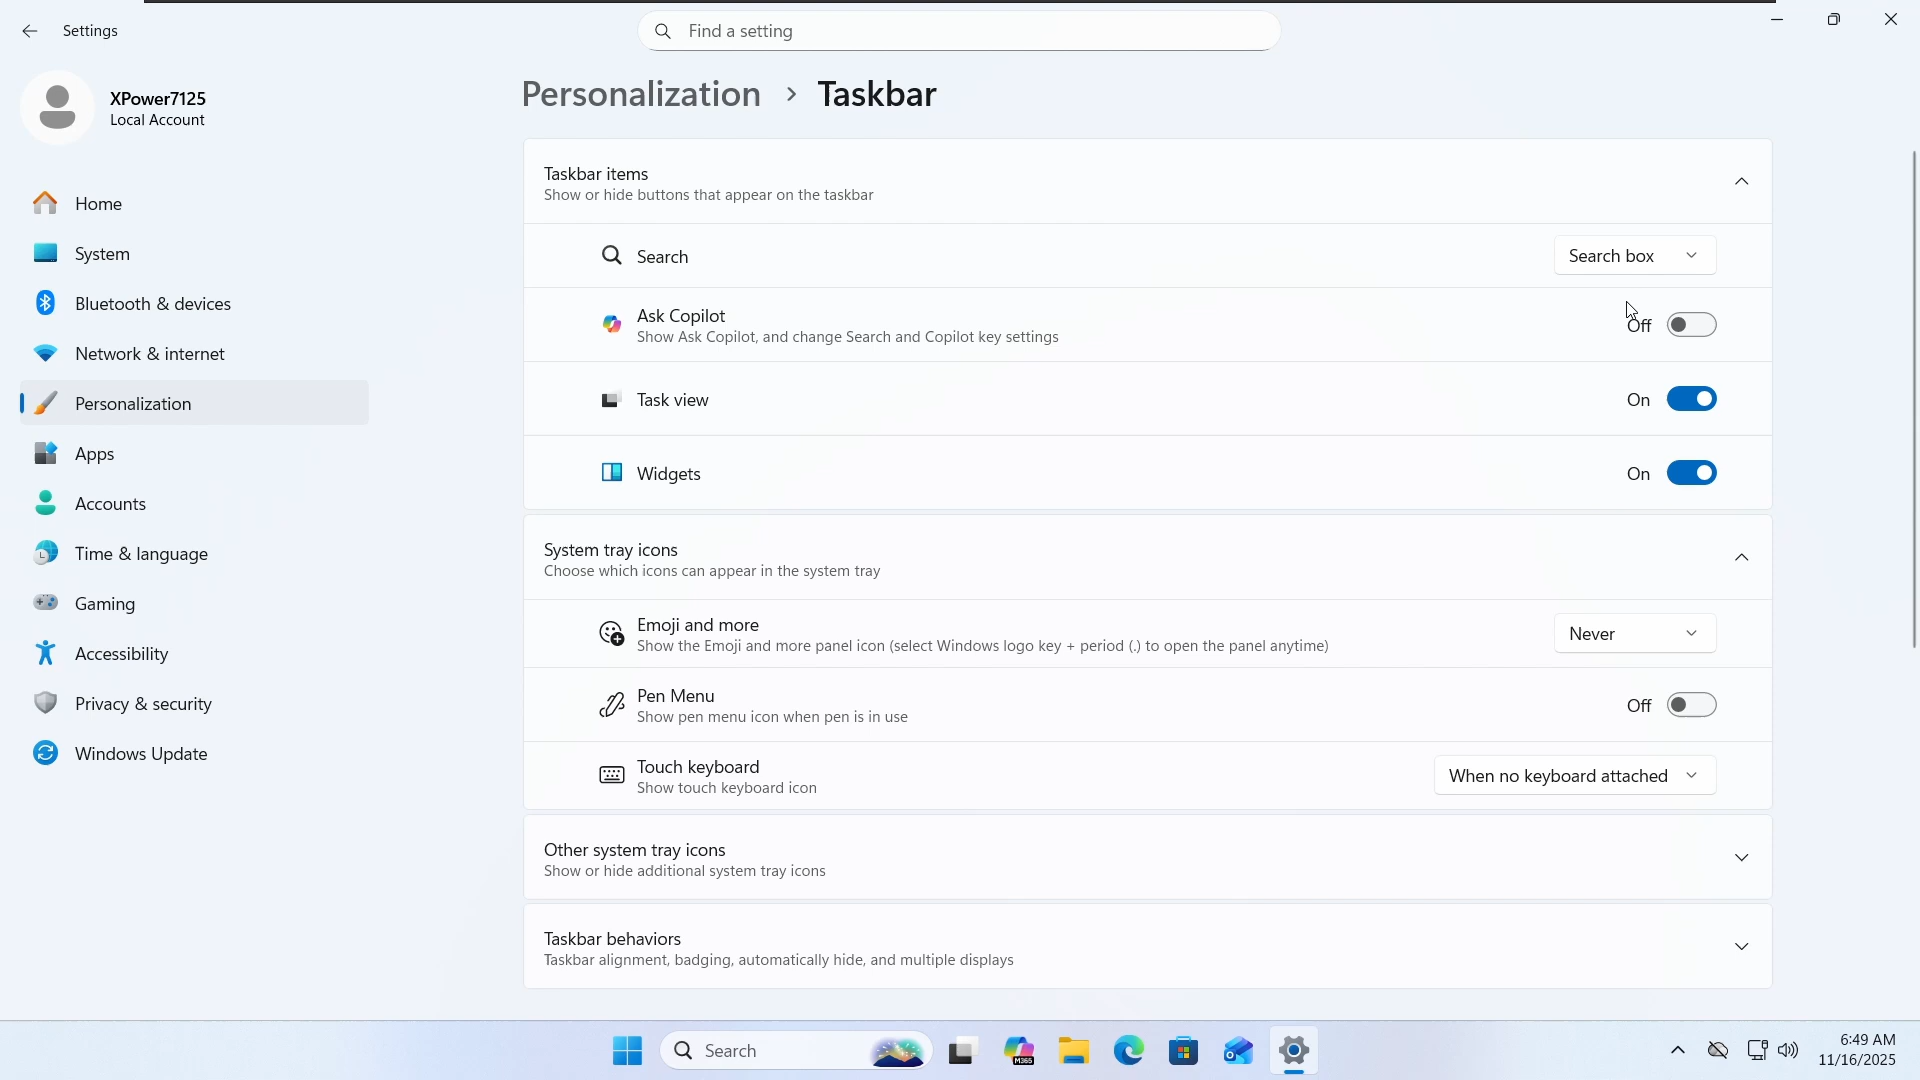 Settings
Find a setting
XPower7125
Local Account
Home
System
Bluetooth & devices
Network & internet
Personalization
Apps
Accounts
Time & language
Gaming
Accessibility
Privacy & security
Windows Update
Personalization > Taskbar
Taskbar items
Show or hide buttons that appear on the taskbar
Search
Search box
Ask Copilot
Show Ask Copilot, and change Search and Copilot key settings
Off
Task view
On
Widgets
On
System tray icons
Choose which icons can appear in the system tray
Emoji and more
Show the Emoji and more panel icon (select Windows logo key + period (.) to open the panel anytime)
Never
Pen Menu
Show pen menu icon when pen is in use
Off
Touch keyboard
Show touch keyboard icon
When no keyboard attached
Other system tray icons
Show or hide additional system tray icons
Taskbar behaviors
Taskbar alignment, badging, automatically hide, and multiple displays
Search
M365
6:49 AM
11/16/2025